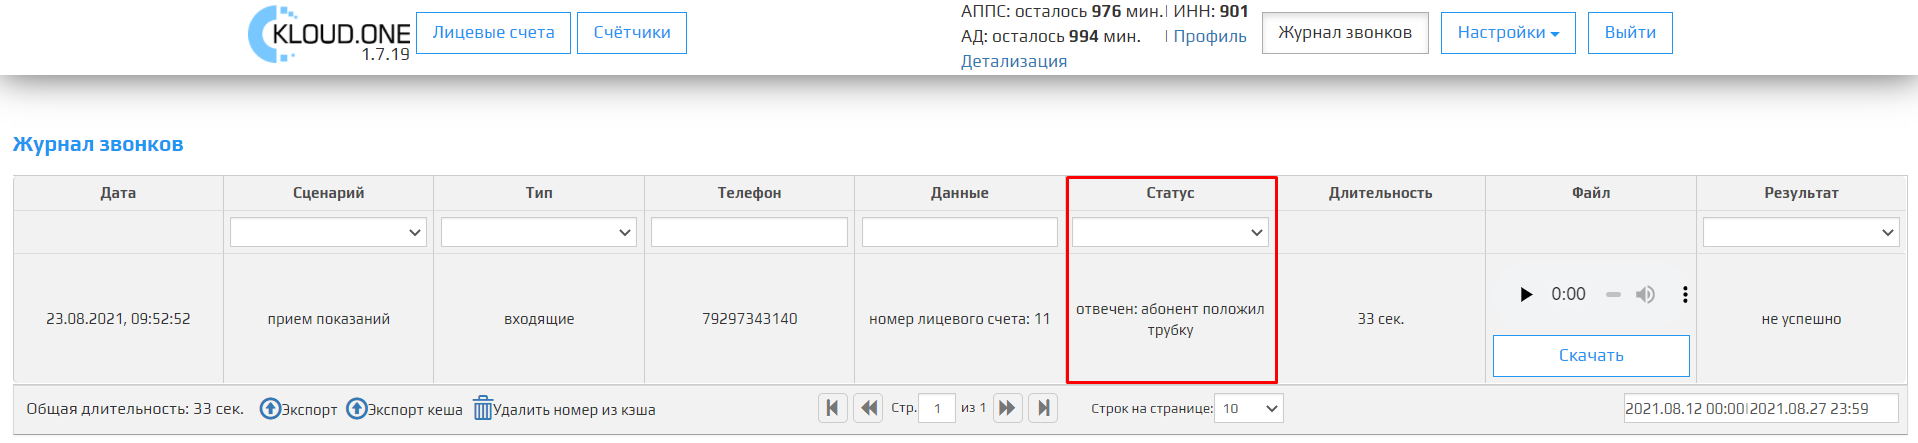 KLOUD.ONE
1.7.19
Лицевые счета
Счётчики
АППС: осталось 976 мин.| ИНН: 901
АД: осталось 994 мин. | Профиль
Детализация
Журнал звонков
Настройки
Выйти
Журнал звонков
Дата Сценарий Тип Телефон Данные Статус Длительность Файл Результат
23.08.2021, 09:52:52 прием показаний входящие 79297343140 номер лицевого счета: 11
отвечен: абонент положил
трубку
33 сек.
0:00
Скачать
не успешно
Общая длительность: 33 сек. Экспорт Экспорт кеша Удалить номер из кэша
Стр. 1 из 1
Строк на странице: 10
2021.08.12 00:00|2021.08.27 23:59